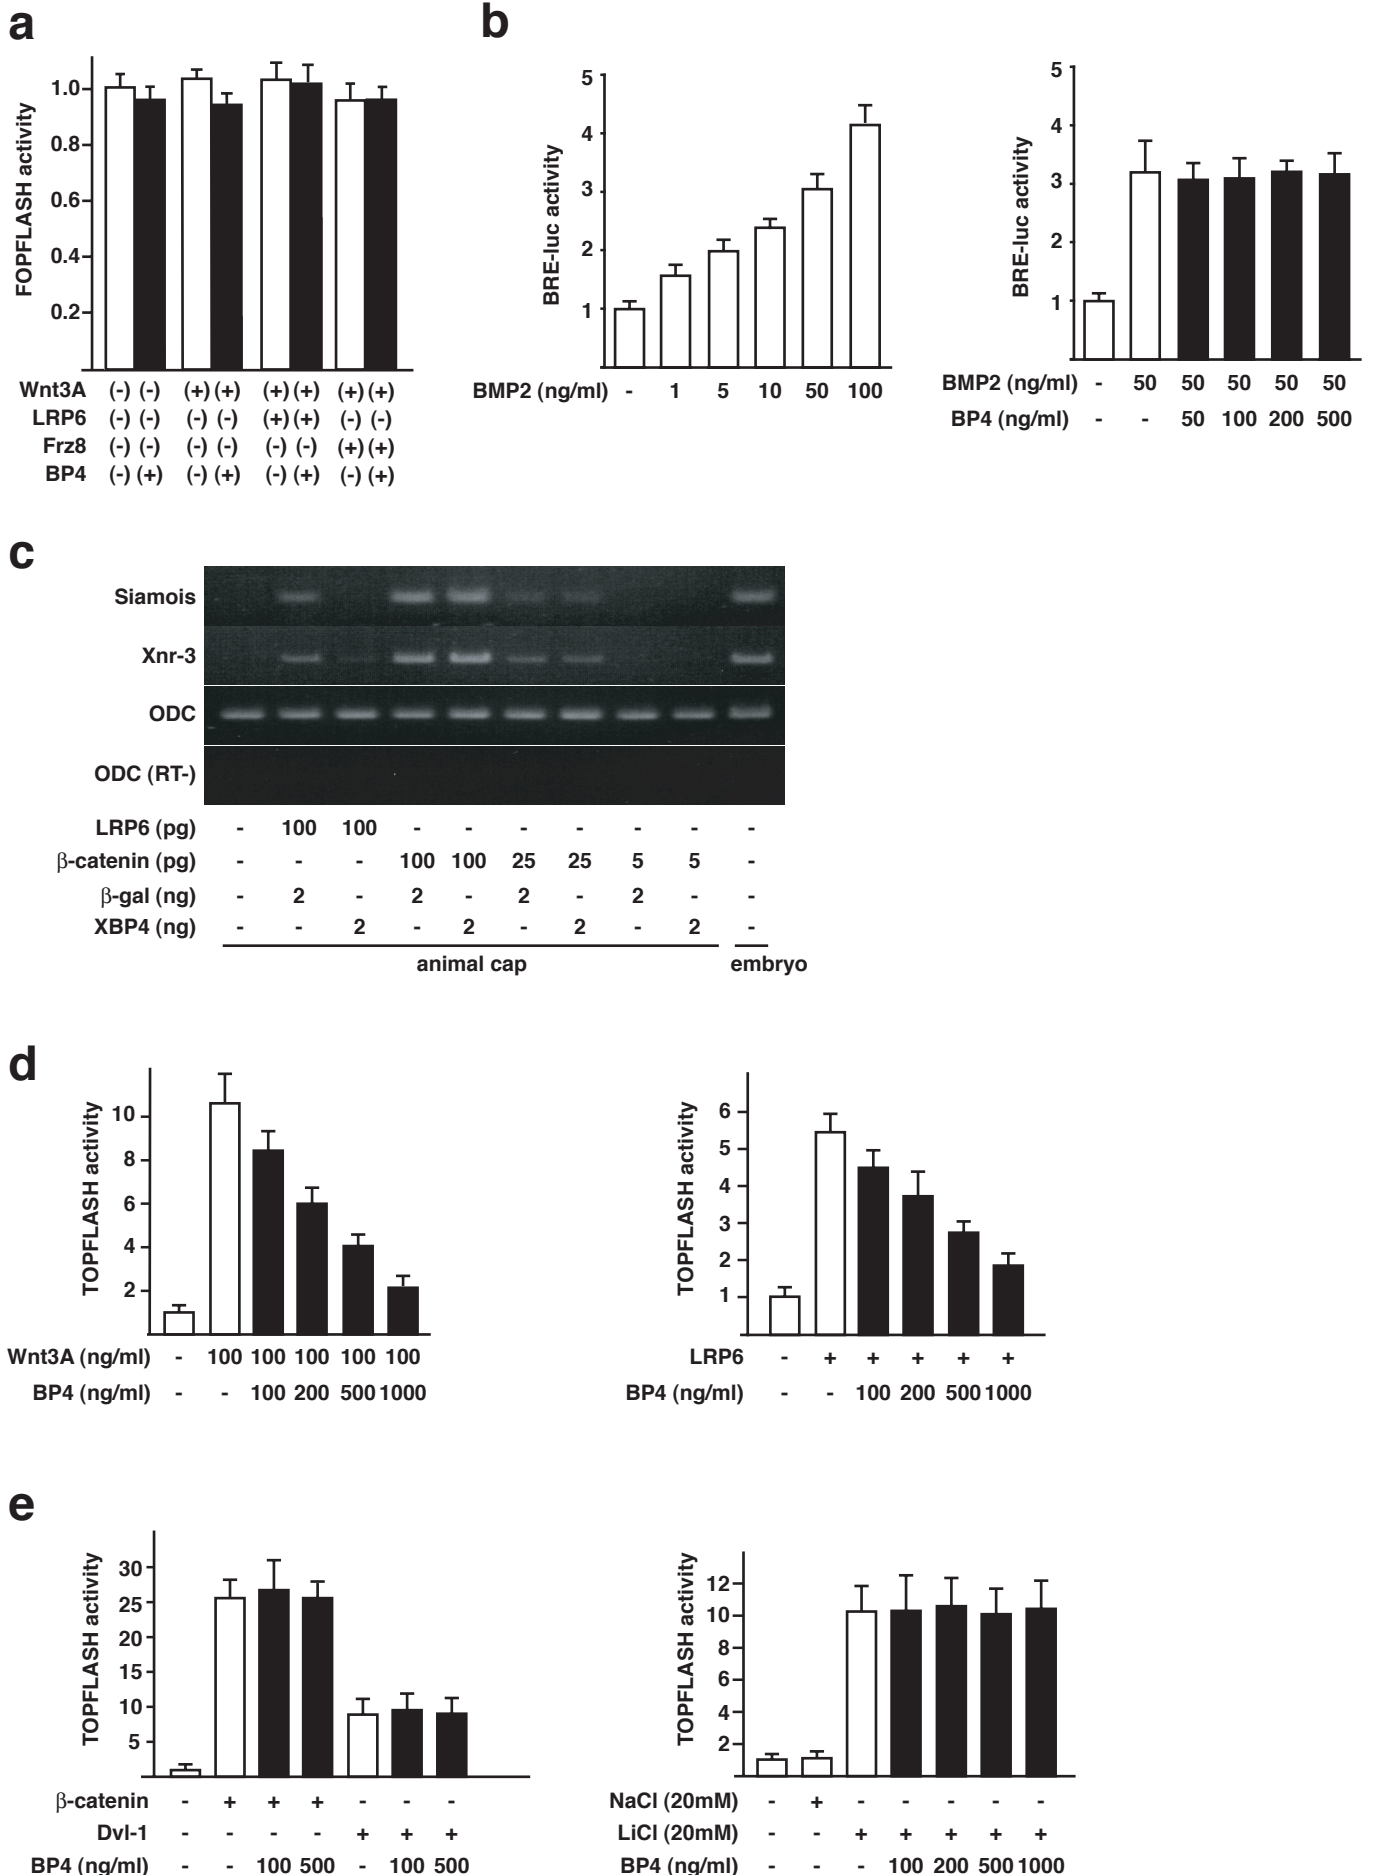 a
FOPFLASH activity
1.0
0.8
0.6
0.4
0.2
Wnt3A (-) (-) (+) (+) (+) (+) (+) (+)
LRP6 (-) (-) (-) (-) (+) (+) (-) (-)
Frz8 (-) (-) (-) (-) (-) (-) (+) (+)
BP4 (-) (+) (-) (+) (-) (+) (-) (+)
b
BRE-luc activity
5
4
3
2
1
BMP2 (ng/ml) - 1 5 10 50 100
BRE-luc activity
5
4
3
2
1
BMP2 (ng/ml) - 50 50 50 50 50
BP4 (ng/ml) - - 50 100 200 500
c
Siamois
Xnr-3
ODC
ODC (RT-)
LRP6 (pg) - 100 100 - - - - - - -
β-catenin (pg) - - - 100 100 25 25 5 5 -
β-gal (ng) - 2 - 2 - 2 - 2 - -
XBP4 (ng) - - 2 - 2 - 2 - 2 -
animal cap embryo
d
TOPFLASH activity
10
8
6
4
2
Wnt3A (ng/ml) - 100 100 100 100 100
BP4 (ng/ml) - - 100 200 500 1000
TOPFLASH activity
6
5
4
3
2
1
LRP6 - + + + + +
BP4 (ng/ml) - - 100 200 500 1000
e
TOPFLASH activity
30
25
20
15
10
5
β-catenin - + + + - - -
Dvl-1 - - - - + + +
BP4 (ng/ml) - - 100 500 - 100 500
TOPFLASH activity
12
10
8
6
4
2
NaCl (20mM) - + - - - - -
LiCl (20mM) - - + + + + +
BP4 (ng/ml) - - - 100 200 500 1000